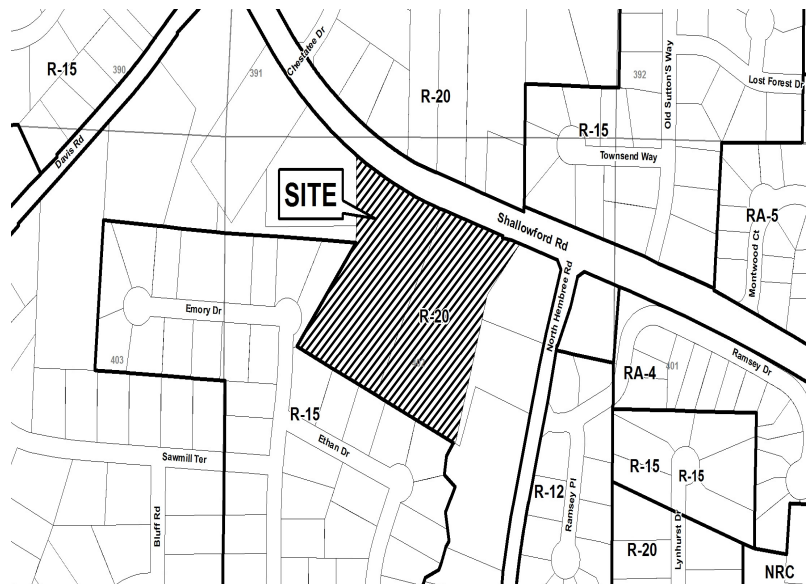 R-15
390
391
Chestatee Dr
R-20
392
Old Sutton'S Way
Lost Forest Dr
Davis Rd
R-15
Townsend Way
SITE
RA-5
Shallowford Rd
Montwood Ct
North Hembree Rd
Emory Dr
R-20
Ramsey Dr
403
RA-4
401
R-15
Ethan Dr
Sawmill Ter
R-15
R-15
Bluff Rd
R-12
Ramsey Pl
Lynhurst Dr
R-20
NRC